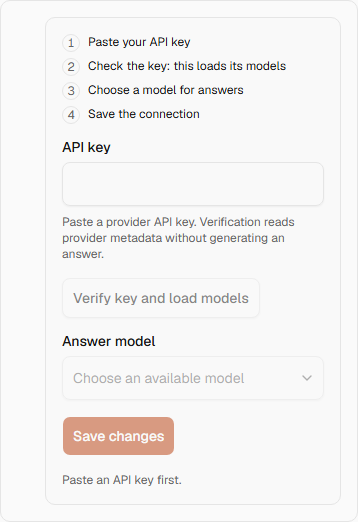 1 Paste your API key
2 Check the key: this loads its models
3 Choose a model for answers
4 Save the connection
API key
Paste a provider API key. Verification reads
provider metadata without generating an
answer.
Verify key and load models
Answer model
Choose an available model
Save changes
Paste an API key first.